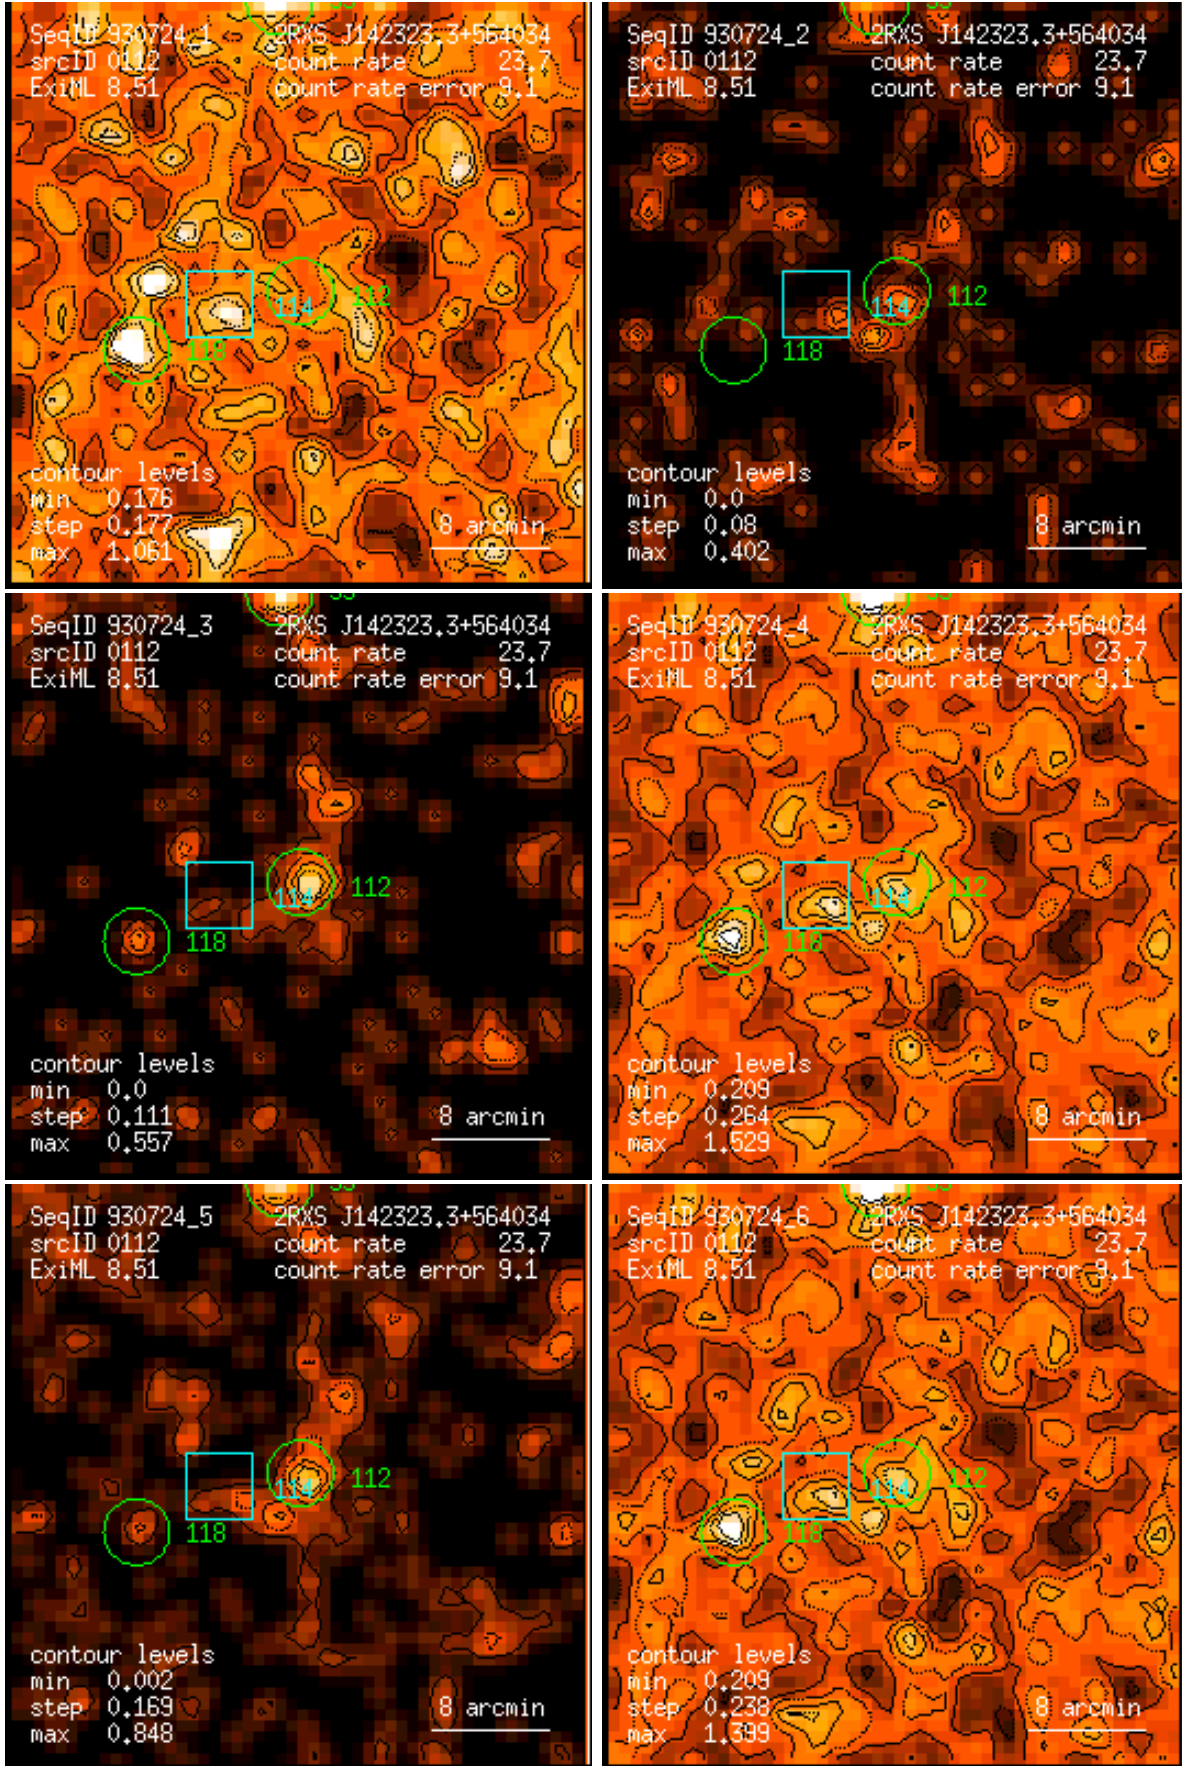 SeqID 930724_1 2RXS J142323.3+564034
srcID 0112 count rate 23.7
ExiML 8.51 count rate error 9.1
114
112
118
contour levels
min 0.176
step 0.177
max 1.061
8 arcmin
SeqID 930724_2 2RXS J142323.3+564034
srcID 0112 count rate 23.7
ExiML 8.51 count rate error 9.1
114
112
118
contour levels
min 0.0
step 0.08
max 0.402
8 arcmin
SeqID 930724_3 2RXS J142323.3+564034
srcID 0112 count rate 23.7
ExiML 8.51 count rate error 9.1
114
112
118
contour levels
min 0.0
step 0.111
max 0.557
8 arcmin
SeqID 930724_4 2RXS J142323.3+564034
srcID 0112 count rate 23.7
ExiML 8.51 count rate error 9.1
114
112
118
contour levels
min 0.209
step 0.264
max 1.529
8 arcmin
SeqID 930724_5 2RXS J142323.3+564034
srcID 0112 count rate 23.7
ExiML 8.51 count rate error 9.1
114
112
118
contour levels
min 0.002
step 0.169
max 0.848
8 arcmin
SeqID 930724_6 2RXS J142323.3+564034
srcID 0112 count rate 23.7
ExiML 8.51 count rate error 9.1
114
112
118
contour levels
min 0.209
step 0.238
max 1.399
8 arcmin